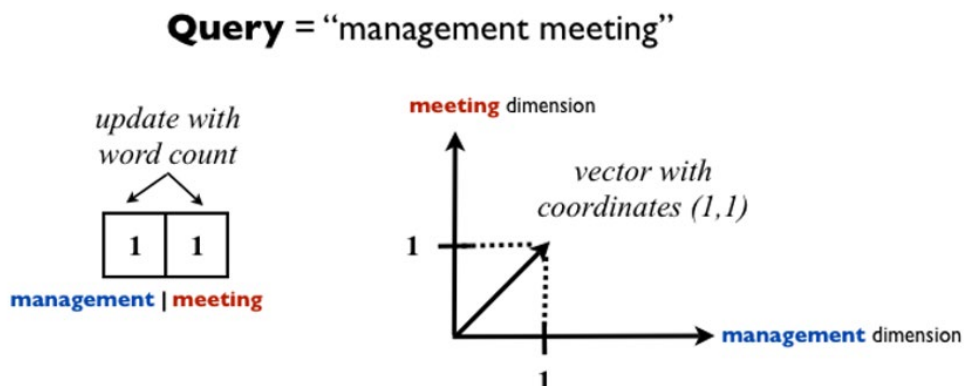 Query = “management meeting”
update with
word count
1 1
management | meeting
meeting dimension
vector with
coordinates (1,1)
1
management dimension
1